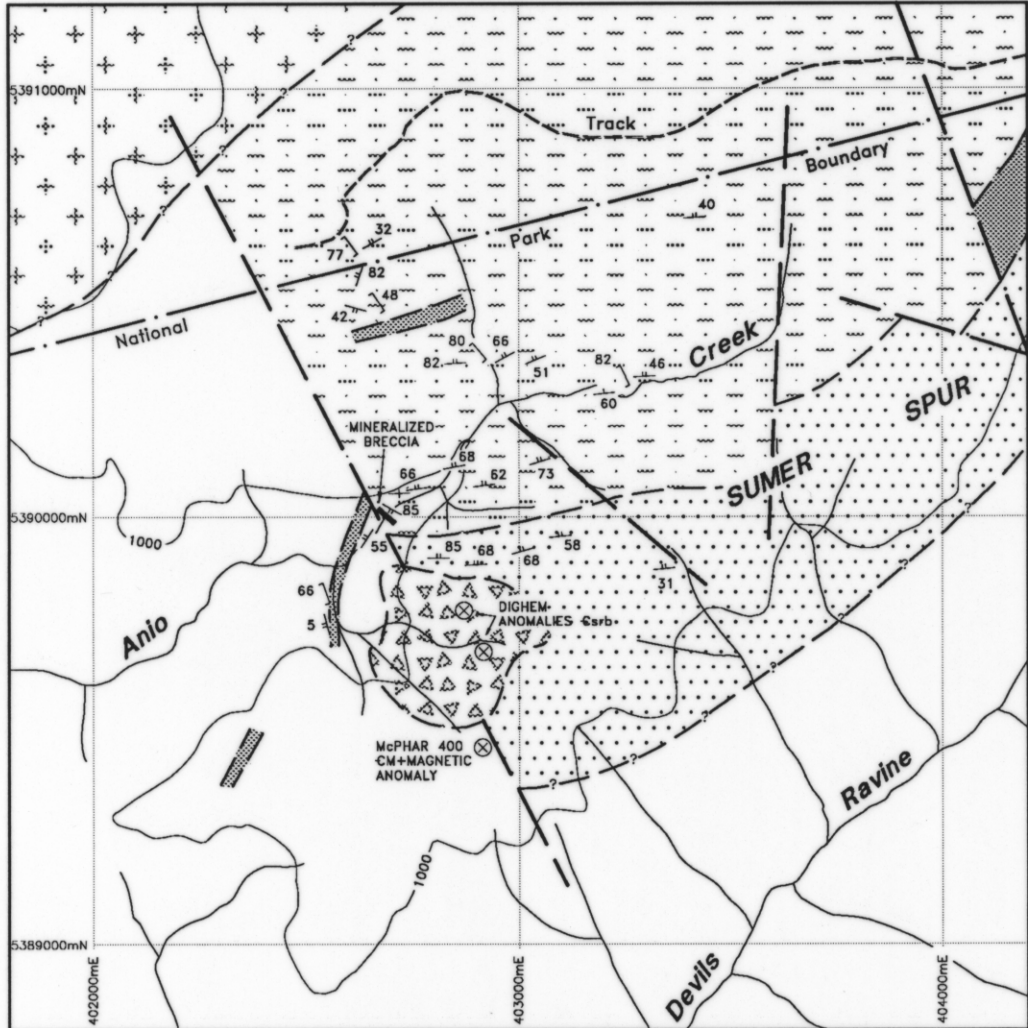 5391000mN
Track
Boundary
40
Park
32
77
82
48
42
National
80
66
82
51
82
46
60
Creek
SPUR
MINERALIZED
BRECCIA
68
66
62
73
SUMER
85
5390000mN
1000
55
85
68
68
58
31
66
5
Anio
DIGHEM
ANOMALIES Єsrb
McPHAR 400
CM+MAGNETIC
ANOMALY
Ravine
1000
5389000mN
Devils
402000mE
403000mE
404000mE
?
?
?
?
?
?
?
?
?
?
?